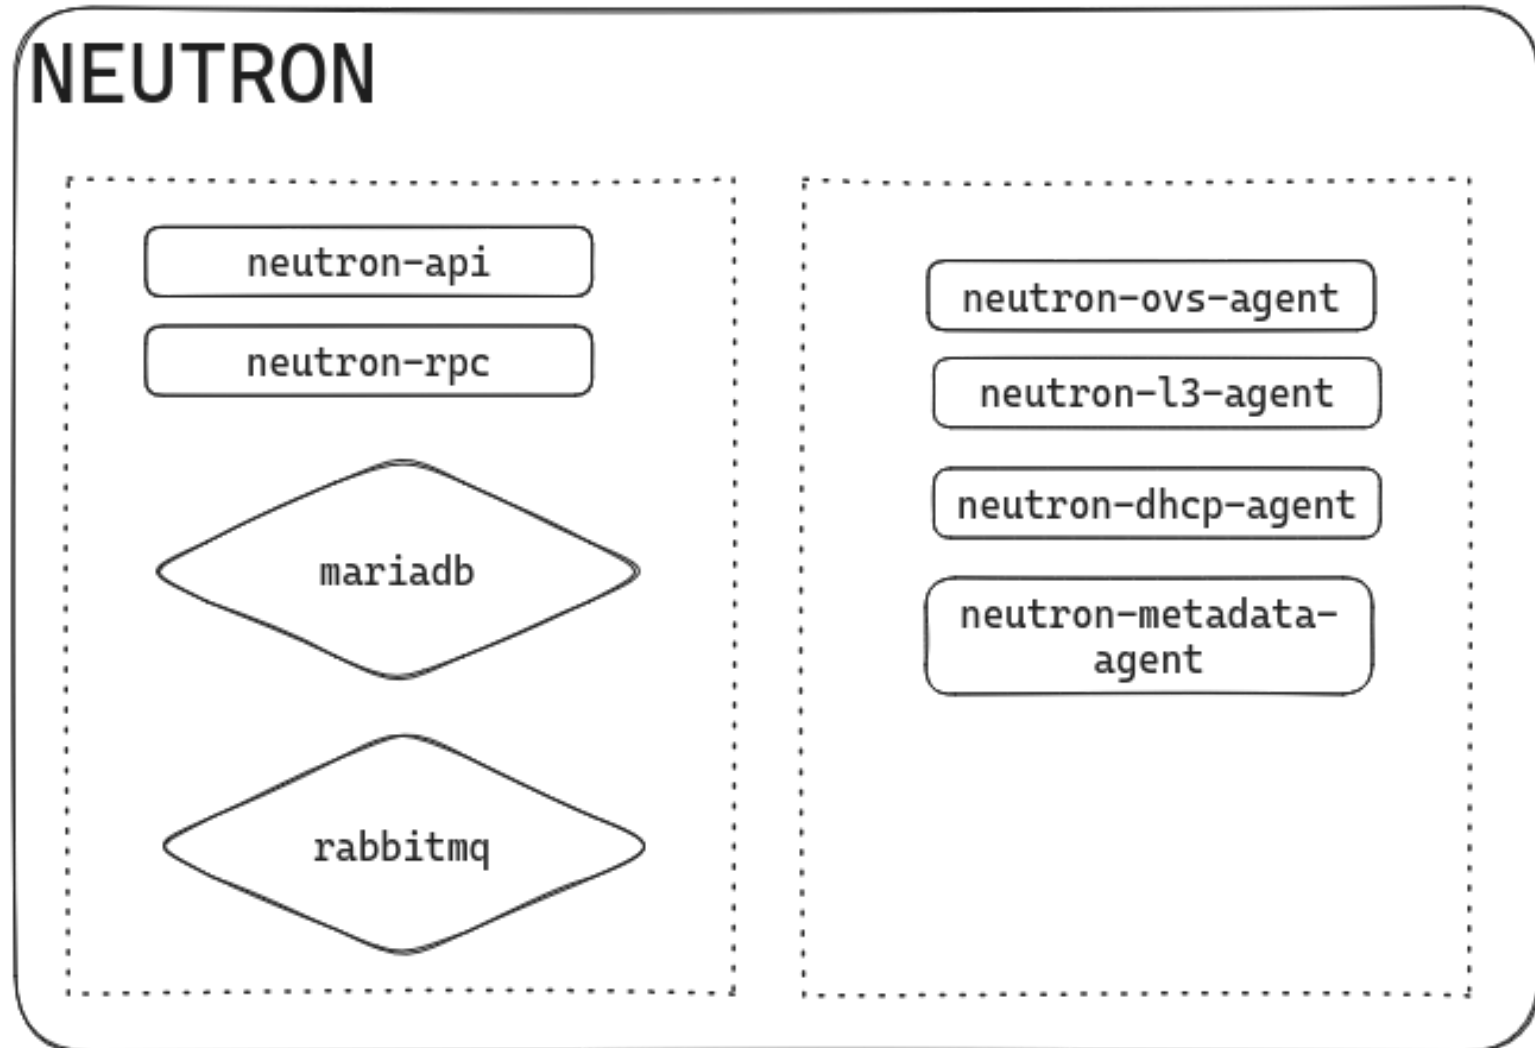 NEUTRON
neutron-api
neutron-rpc
mariadb
rabbitmq
neutron-ovs-agent
neutron-l3-agent
neutron-dhcp-agent
neutron-metadata-
agent